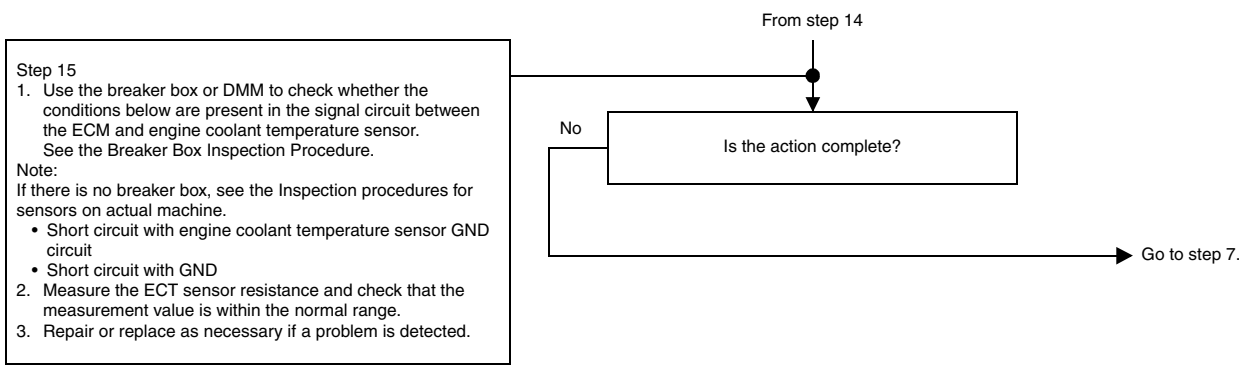 From step 14
Step 15
1. Use the breaker box or DMM to check whether the
conditions below are present in the signal circuit between
the ECM and engine coolant temperature sensor.
See the Breaker Box Inspection Procedure.
Note:
If there is no breaker box, see the Inspection procedures for
sensors on actual machine.
• Short circuit with engine coolant temperature sensor GND
circuit
• Short circuit with GND
2. Measure the ECT sensor resistance and check that the
measurement value is within the normal range.
3. Repair or replace as necessary if a problem is detected.
No
Is the action complete?
Go to step 7.